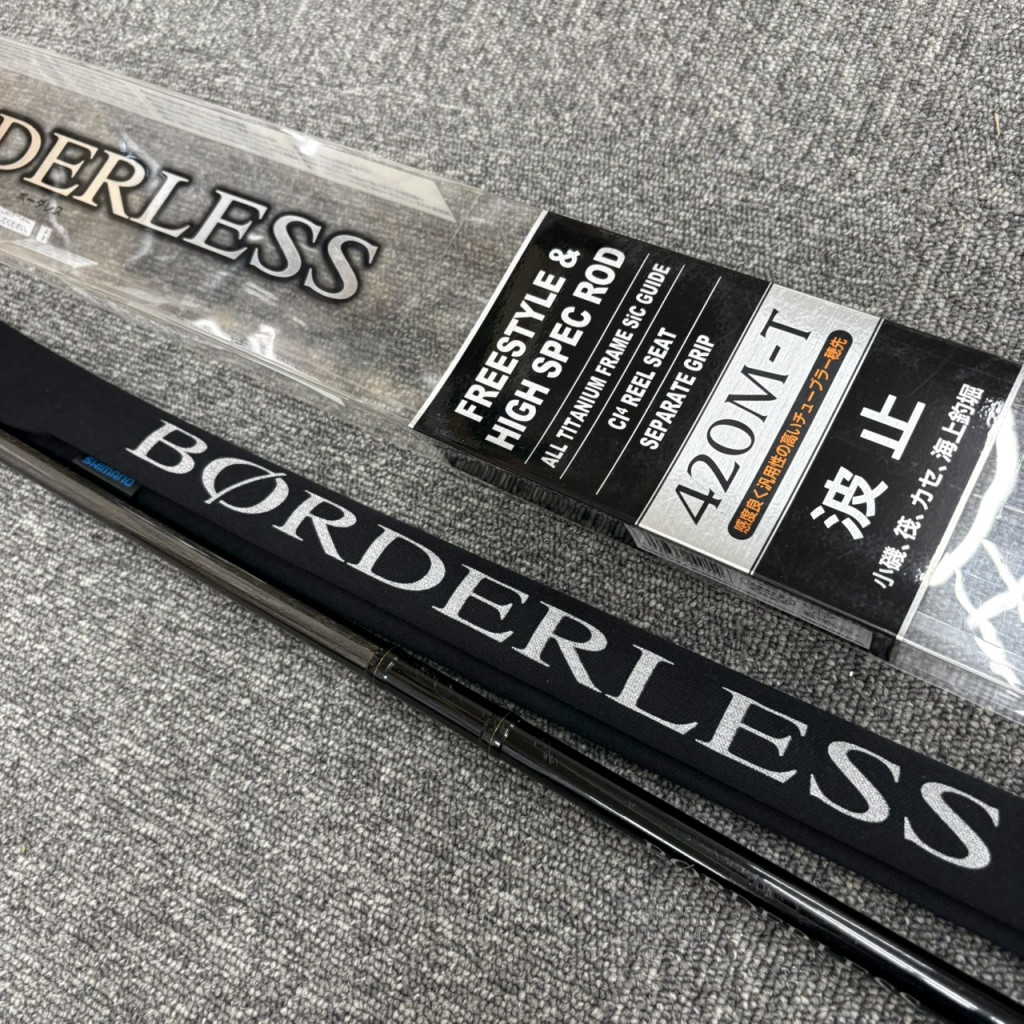 DERLESS
ボーダレス
FREESTYLE &
HIGH SPEC ROD
ALL TITANIUM FRAME SiC GUIDE
CI4 REEL SEAT
SEPARATE GRIP
420M-T
感度良く汎用性の高いチューブラー穂先
波止
小磯、筏、カセ、海上釣堀
SHIMANO
BØRDERLESS